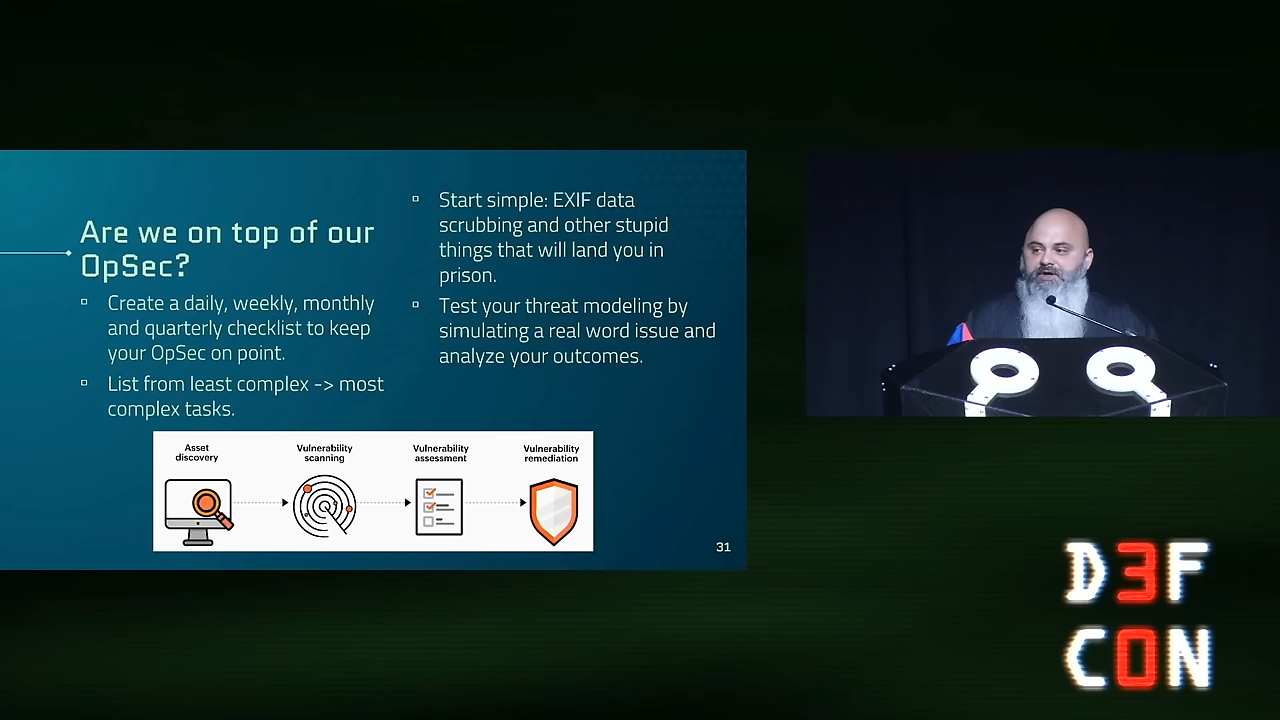 Are we on top of our
OpSec?
Create a daily, weekly, monthly
and quarterly checklist to keep
your OpSec on point.
List from least complex -> most
complex tasks.
Start simple: EXIF data
scrubbing and other stupid
things that will land you in
prison.
Test your threat modeling by
simulating a real word issue and
analyze your outcomes.
Asset
discovery
Vulnerability
scanning
Vulnerability
assessment
Vulnerability
remediation
31
D3F
C0N